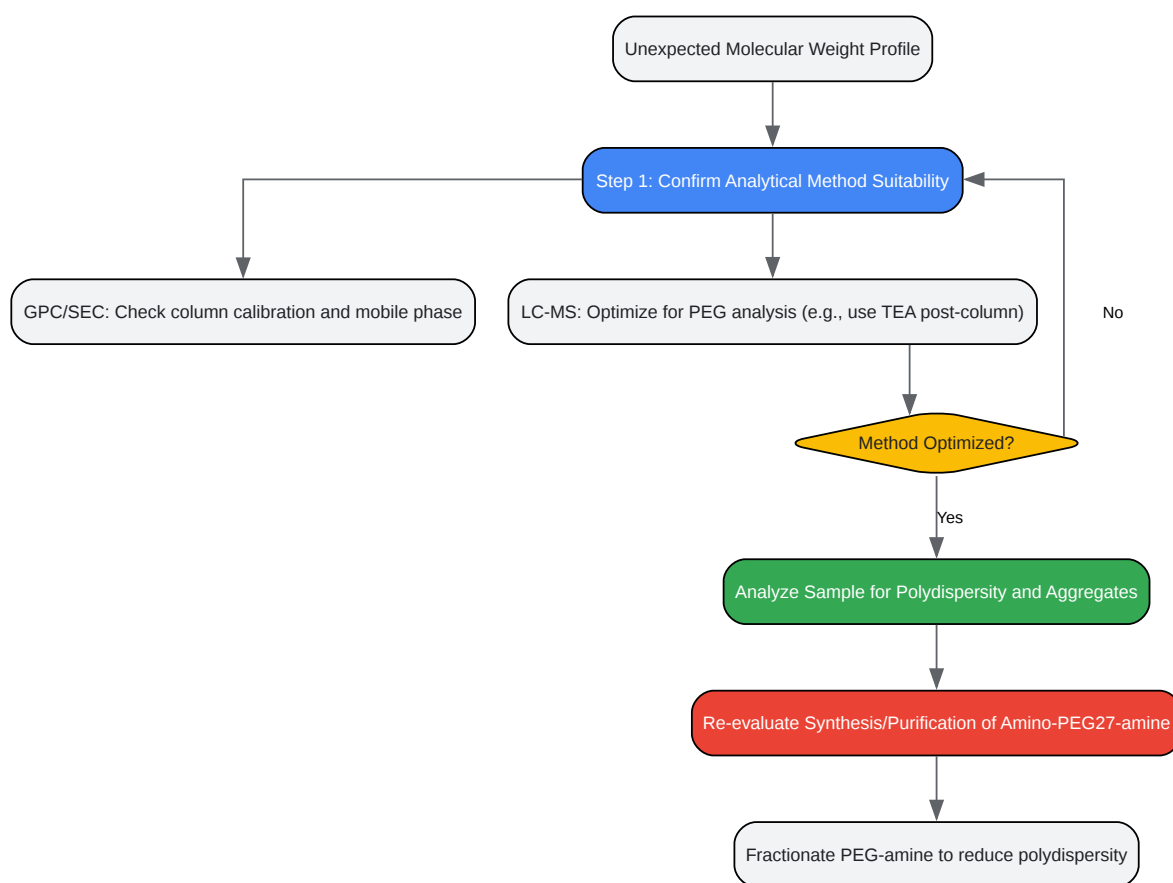 Unexpected Molecular Weight Profile
Step 1: Confirm Analytical Method Suitability
GPC/SEC: Check column calibration and mobile phase
LC-MS: Optimize for PEG analysis (e.g., use TEA post-column)
No
Method Optimized?
Yes
Analyze Sample for Polydispersity and Aggregates
Re-evaluate Synthesis/Purification of Amino-PEG27-amine
Fractionate PEG-amine to reduce polydispersity